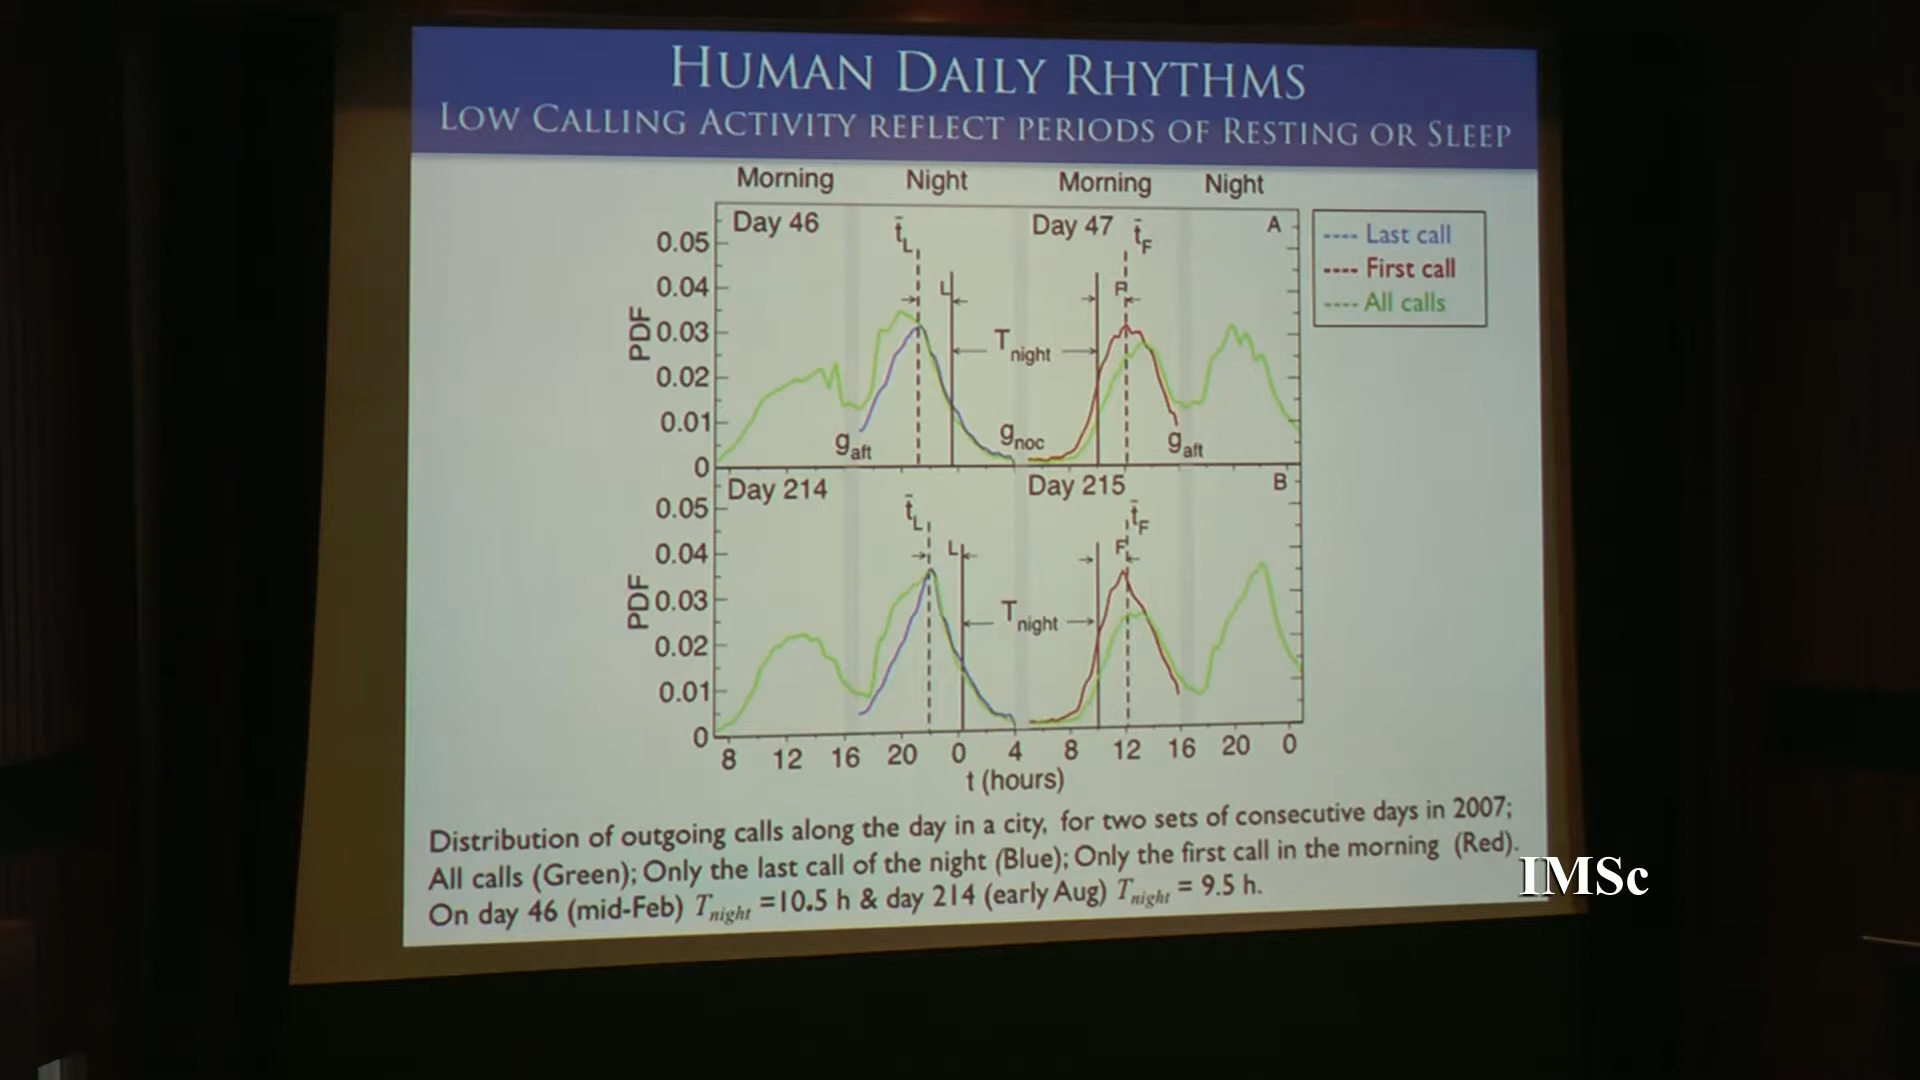 HUMAN DAILY RHYTHMS
LOW CALLING ACTIVITY REFLECT PERIODS OF RESTING OR SLEEP
Morning Night Morning Night
Day 46 t̄L Day 47 t̄F A
0.05
0.04
0.03
0.02
0.01
0
PDF
L F
Tnight
gaft gnoc gaft
---- Last call
---- First call
---- All calls
Day 214 t̄L Day 215 t̄F B
0.05
0.04
0.03
0.02
0.01
0
PDF
L F
Tnight
8 12 16 20 0 4 8 12 16 20 0
t (hours)
Distribution of outgoing calls along the day in a city, for two sets of consecutive days in 2007;
All calls (Green); Only the last call of the night (Blue); Only the first call in the morning (Red).
On day 46 (mid-Feb) Tnight =10.5 h & day 214 (early Aug) Tnight = 9.5 h.
IMSc